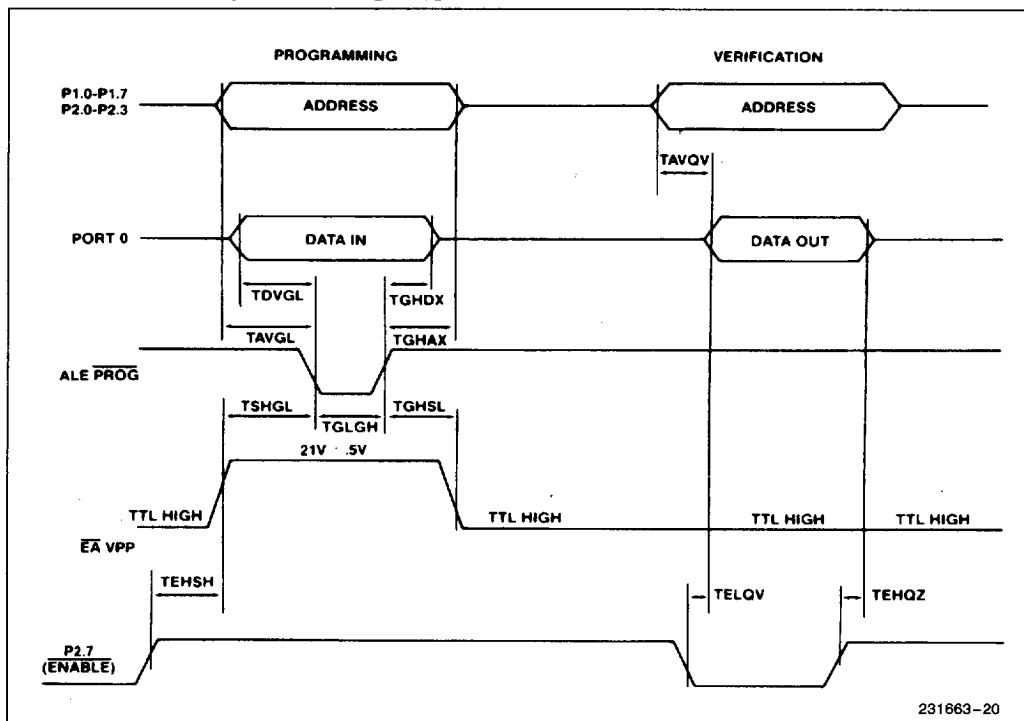 PROGRAMMING
VERIFICATION
P1.0-P1.7
P2.0-P2.3
ADDRESS
ADDRESS
TAVQV
PORT 0
DATA IN
DATA OUT
TDVGL
TGHDX
TAVGL
TGHAX
ALE PROG
TSHGL
TGLGH
TGHSL
21V .5V
TTL HIGH
TTL HIGH
TTL HIGH
TTL HIGH
EA VPP
TEHSH
TELQV
TEHQZ
P2.7
(ENABLE)
231663-20